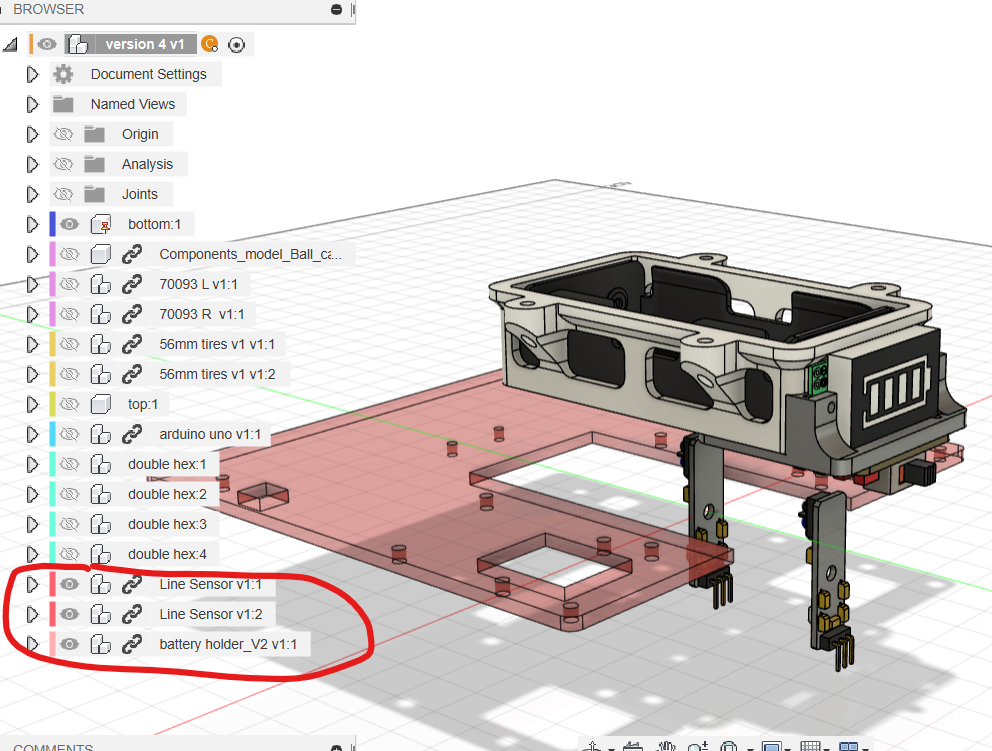 BROWSER
version 4 v1
Document Settings
Named Views
Origin
Analysis
Joints
bottom:1
Components_model_Ball_ca...
70093 L v1:1
70093 R v1:1
56mm tires v1 v1:1
56mm tires v1 v1:2
top:1
arduino uno v1:1
double hex:1
double hex:2
double hex:3
double hex:4
Line Sensor v1:1
Line Sensor v1:2
battery holder_V2 v1:1
COMMENTS